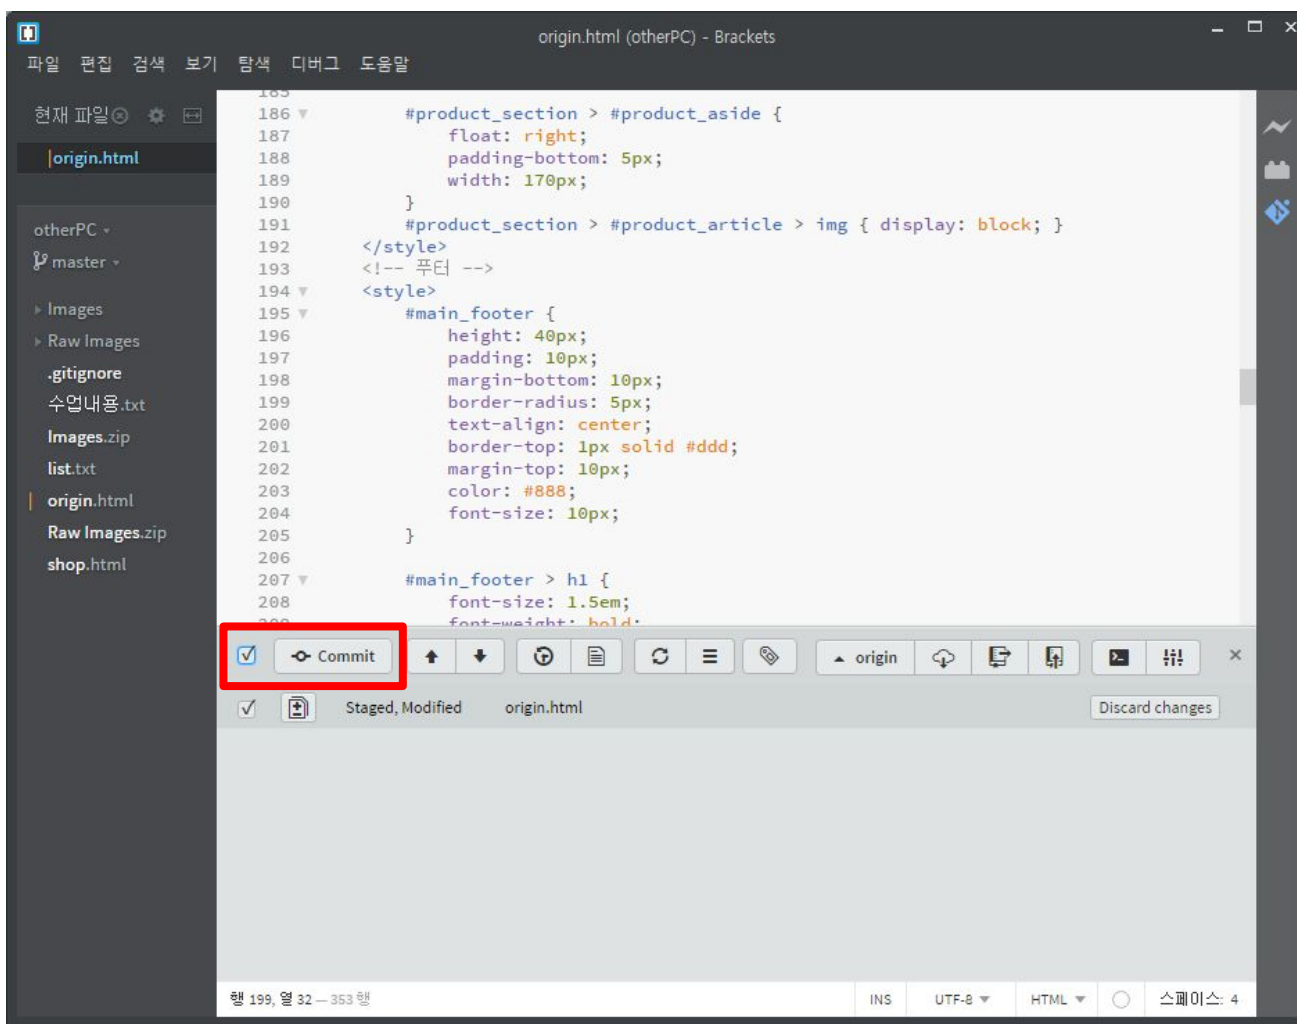 origin.html (otherPC) - Brackets
파일 편집 검색 보기 탐색 디버그 도움말
현재 파일
origin.html
otherPC
master
Images
Raw Images
.gitignore
수업내용.txt
Images.zip
list.txt
origin.html
Raw Images.zip
shop.html
185
186 #product_section > #product_aside {
187 float: right;
188 padding-bottom: 5px;
189 width: 170px;
190 }
191 #product_section > #product_article > img { display: block; }
192 </style>
193 <!-- 푸터 -->
194 <style>
195 #main_footer {
196 height: 40px;
197 padding: 10px;
198 margin-bottom: 10px;
199 border-radius: 5px;
200 text-align: center;
201 border-top: 1px solid #ddd;
202 margin-top: 10px;
203 color: #888;
204 font-size: 10px;
205 }
206
207 #main_footer > h1 {
208 font-size: 1.5em;
209 font-weight: bold;
Commit origin
Staged, Modified origin.html Discard changes
행 199, 열 32 — 353 행 INS UTF-8 HTML 스페이스: 4